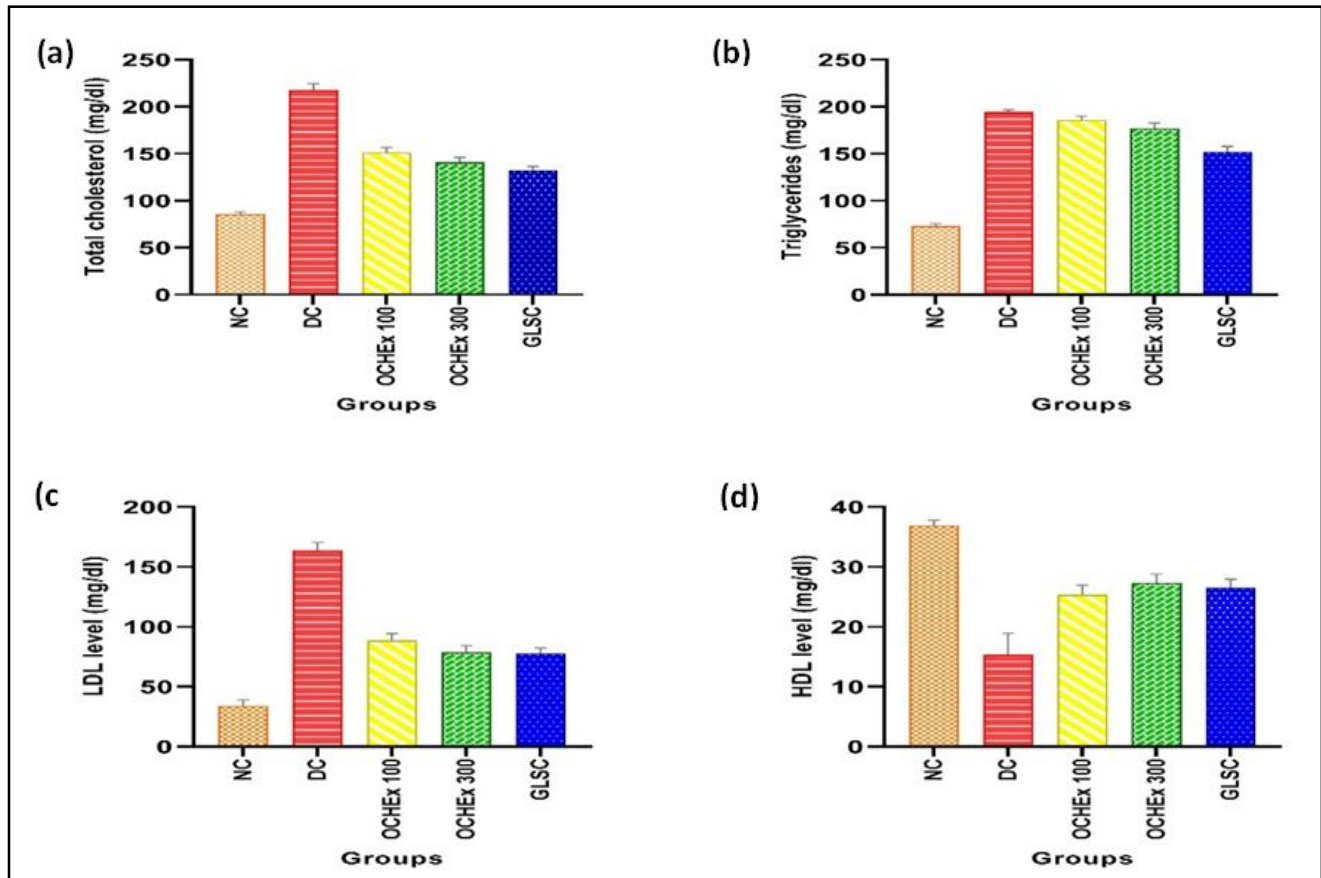 (a)
Total cholesterol (mg/dl)
250
200
150
100
50
0
NC
DC
OCHEx 100
OCHEx 300
GLSC
Groups
(b)
Triglycerides (mg/dl)
250
200
150
100
50
0
NC
DC
OCHEx 100
OCHEx 300
GLSC
Groups
(c
LDL level (mg/dl)
200
150
100
50
0
NC
DC
OCHEx 100
OCHEx 300
GLSC
Groups
(d)
HDL level (mg/dl)
40
30
20
10
0
NC
DC
OCHEx 100
OCHEx 300
GLSC
Groups